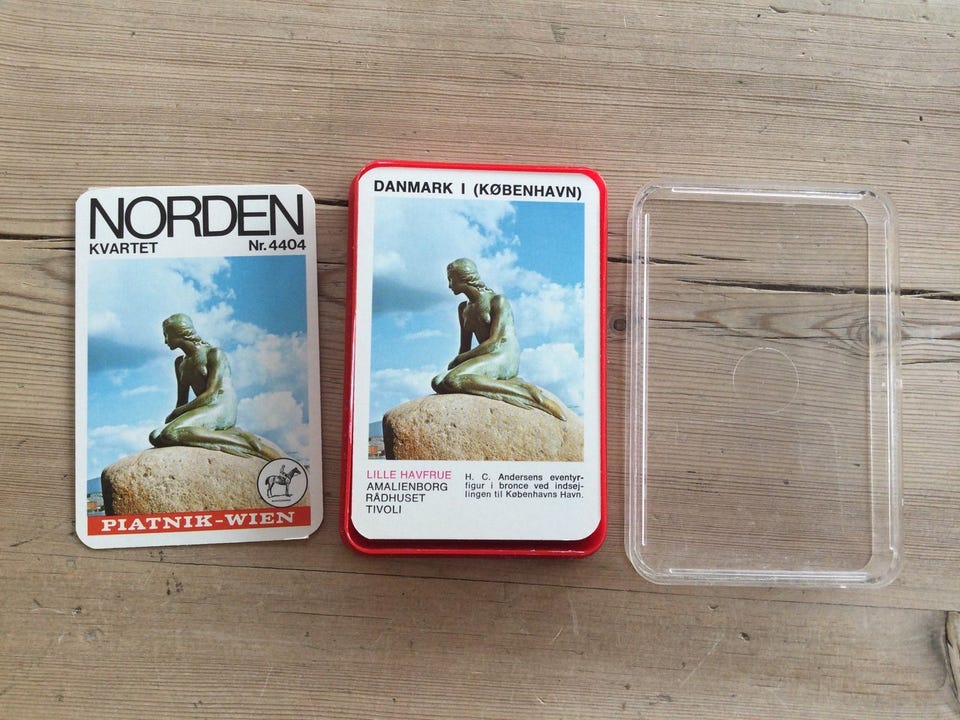 NORDEN
KVARTET Nr. 4404
PIATNIK-WIEN
DANMARK I (KØBENHAVN)
LILLE HAVFRUE
AMALIENBORG
RÅDHUSET
TIVOLI
H. C. Andersens eventyr-
figur i bronce ved indsej-
lingen til Københavns Havn.